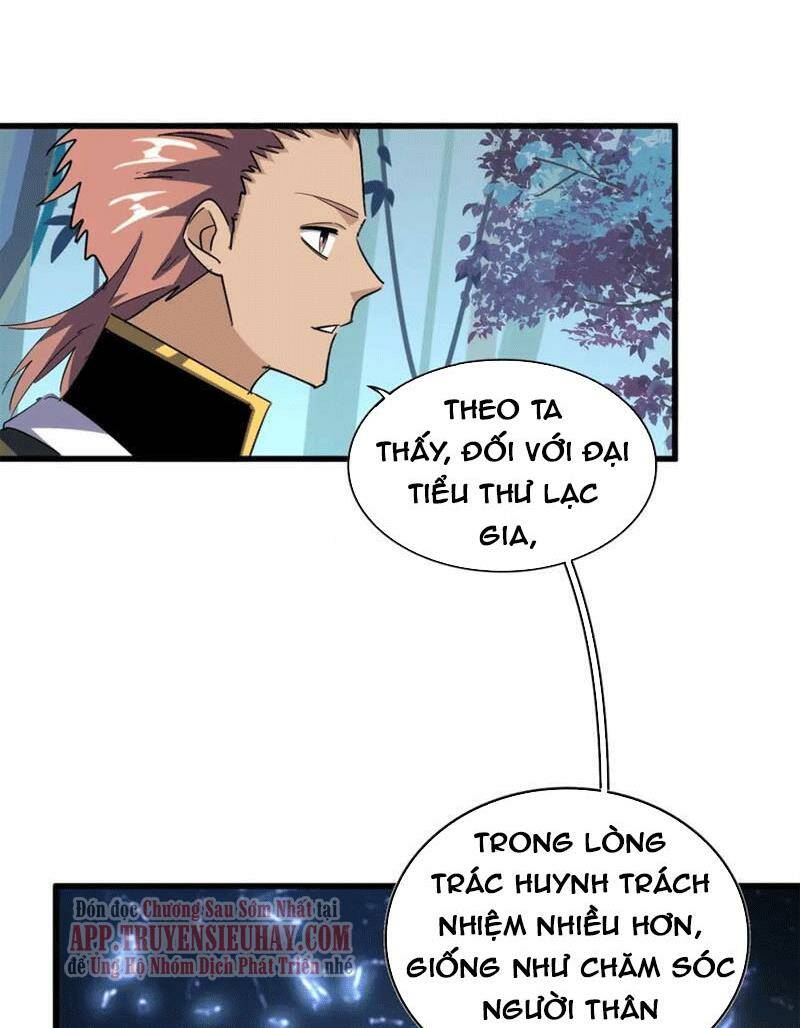 THEO TA
THẤY, ĐỐI VỚI ĐẠI
TIỂU THƯ LẠC
GIA,
TRONG LÒNG
TRÁC HUYNH TRÁCH
NHIỆM NHIỀU HƠN,
GIỐNG NHƯ CHĂM SÓC
NGƯỜI THÂN
Đón đọc Chương Sau Sớm Nhất tại
APP.TRUYENSIEUHAY.COM
để Ủng Hộ Nhóm Dịch Phát Triển nhé